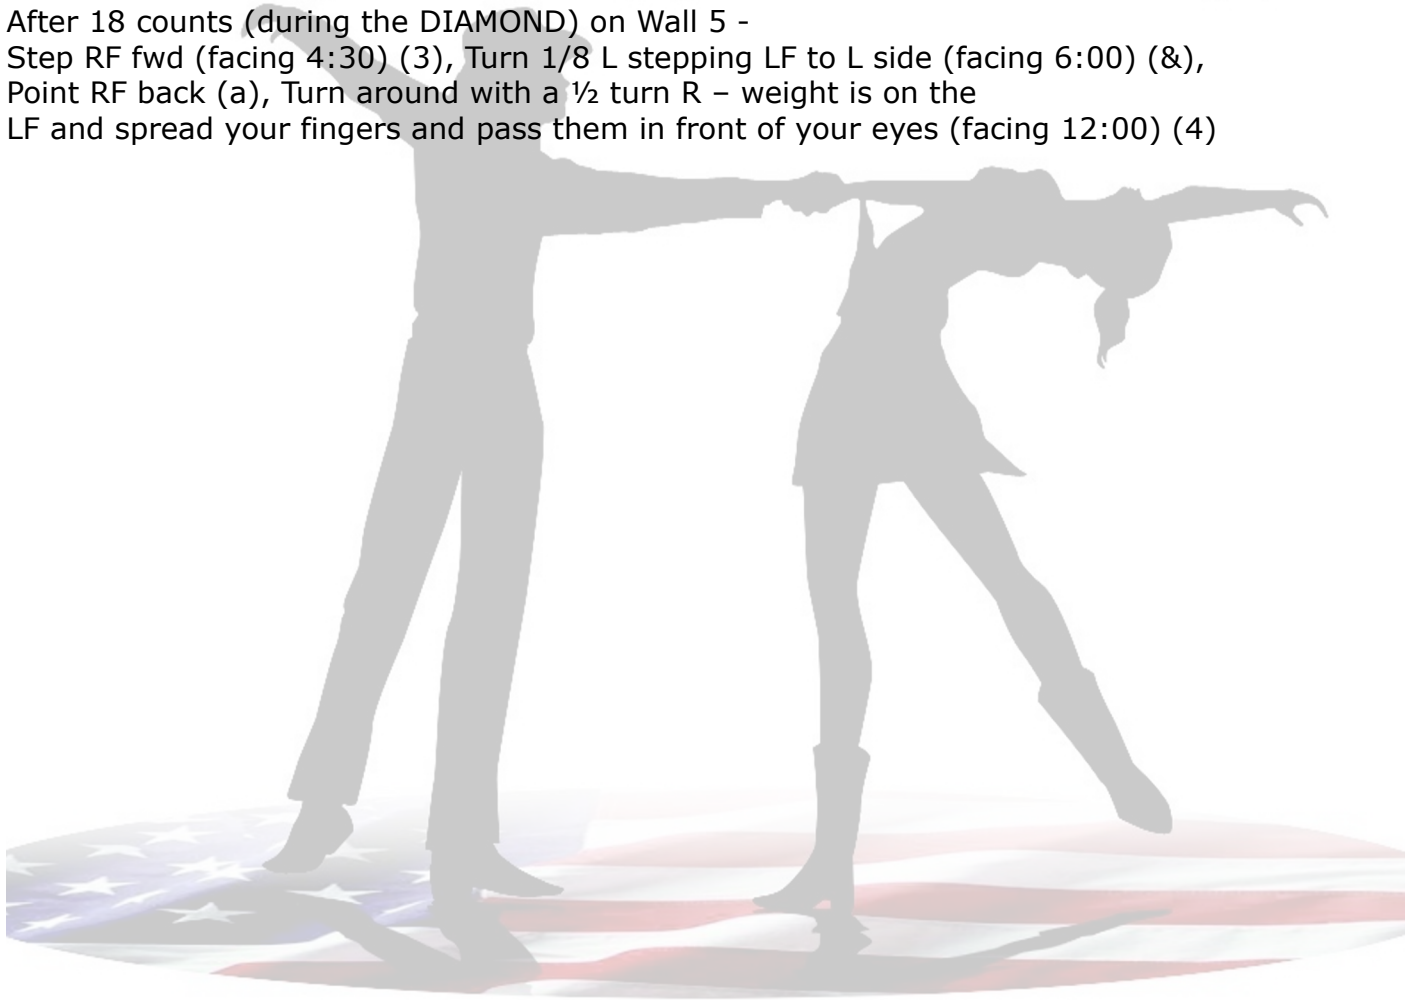 After 18 counts (during the DIAMOND) on Wall 5 -
Step RF fwd (facing 4:30) (3), Turn 1/8 L stepping LF to L side (facing 6:00) (&),
Point RF back (a), Turn around with a ½ turn R – weight is on the
LF and spread your fingers and pass them in front of your eyes (facing 12:00) (4)